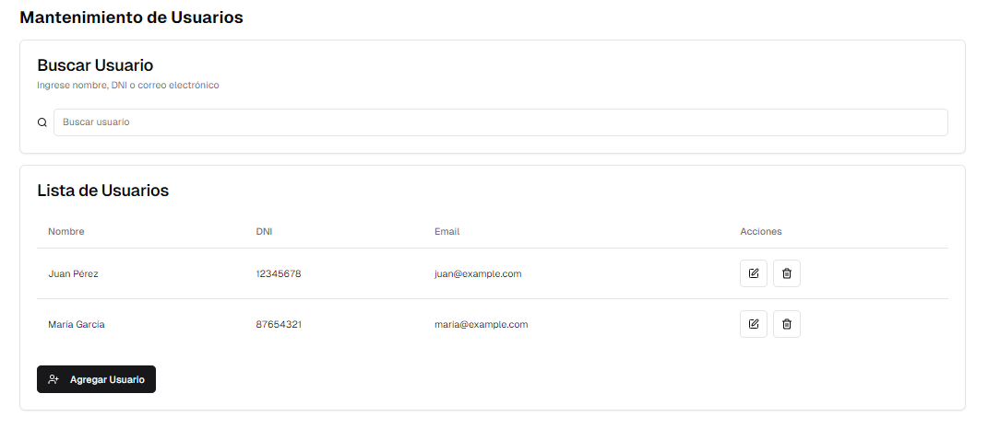 Mantenimiento de Usuarios
Buscar Usuario
Ingrese nombre, DNI o correo electrónico
Buscar usuario
Lista de Usuarios
Nombre DNI Email Acciones
Juan Pérez 12345678 juan@example.com
María García 87654321 maria@example.com
Agregar Usuario